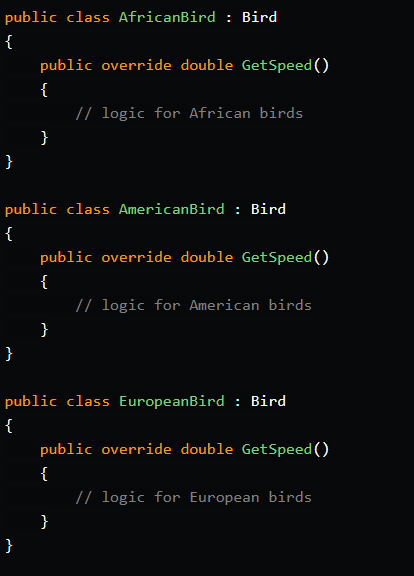 public class AfricanBird : Bird
{
    public override double GetSpeed()
    {
        // logic for African birds
    }
}

public class AmericanBird : Bird
{
    public override double GetSpeed()
    {
        // logic for American birds
    }
}

public class EuropeanBird : Bird
{
    public override double GetSpeed()
    {
        // logic for European birds
    }
}